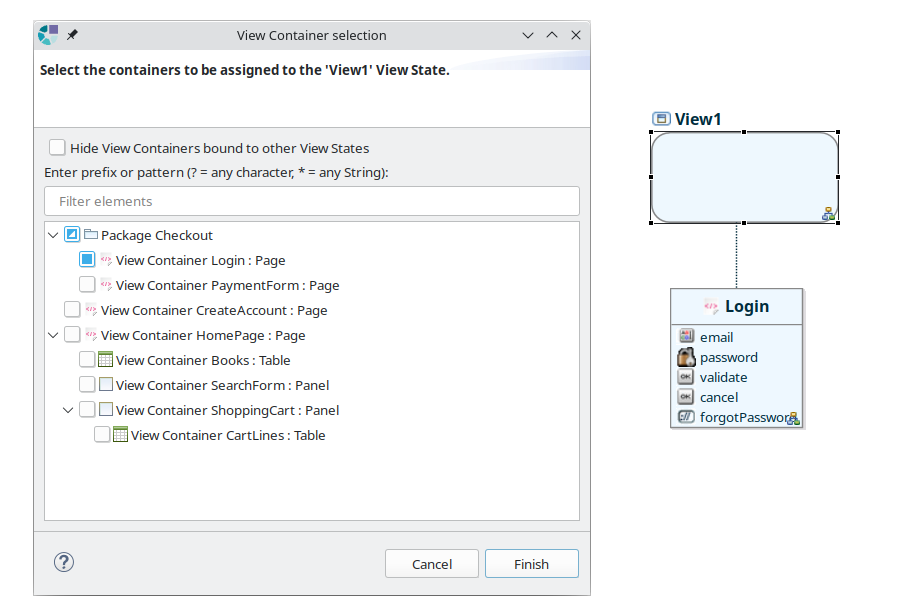 View Container selection
Select the containers to be assigned to the 'View1' View State.
Hide View Containers bound to other View States
Enter prefix or pattern (? = any character, * = any String):
Filter elements
Package Checkout
View Container Login : Page
View Container PaymentForm : Page
View Container CreateAccount : Page
View Container HomePage : Page
View Container Books : Table
View Container SearchForm : Panel
View Container ShoppingCart : Panel
View Container CartLines : Table
?
Cancel
Finish
View1
Login
email
password
OK validate
OK cancel
forgotPassword